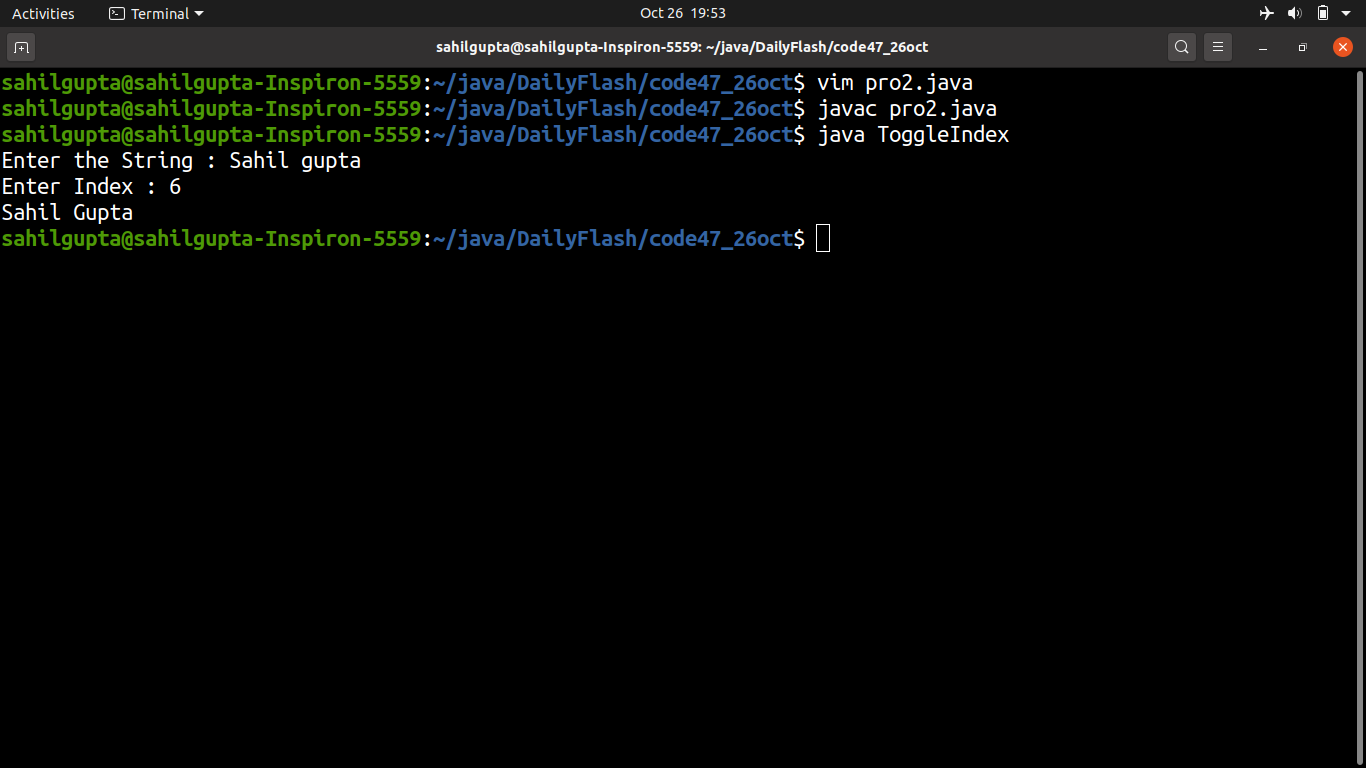 Activities Terminal Oct 26 19:53
sahilgupta@sahilgupta-Inspiron-5559: ~/java/DailyFlash/code47_26oct
sahilgupta@sahilgupta-Inspiron-5559:~/java/DailyFlash/code47_26oct$ vim pro2.java
sahilgupta@sahilgupta-Inspiron-5559:~/java/DailyFlash/code47_26oct$ javac pro2.java
sahilgupta@sahilgupta-Inspiron-5559:~/java/DailyFlash/code47_26oct$ java ToggleIndex
Enter the String : Sahil gupta
Enter Index : 6
Sahil Gupta
sahilgupta@sahilgupta-Inspiron-5559:~/java/DailyFlash/code47_26oct$